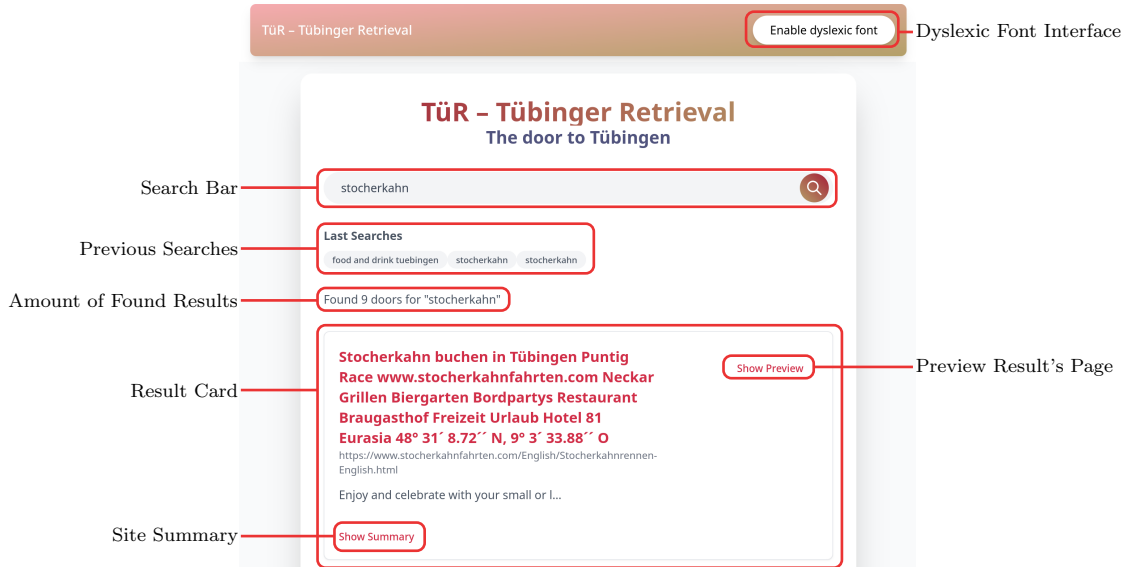 TüR – Tübinger Retrieval
Enable dyslexic font
Dyslexic Font Interface
TüR – Tübinger Retrieval
The door to Tübingen
Search Bar
stocherkahn
Previous Searches
Last Searches
food and drink tuebingen stocherkahn stocherkahn
Amount of Found Results
Found 9 doors for "stocherkahn"
Result Card
Stocherkahn buchen in Tübingen Puntig
Race www.stocherkahnfahrten.com Neckar
Grillen Biergarten Bordpartys Restaurant
Braugasthof Freizeit Urlaub Hotel 81
Eurasia 48° 31´ 8.72´´ N, 9° 3´ 33.88´´ O
Show Preview
Preview Result's Page
https://www.stocherkahnfahrten.com/English/Stocherkahnrennen-
English.html
Enjoy and celebrate with your small or l...
Site Summary
Show Summary